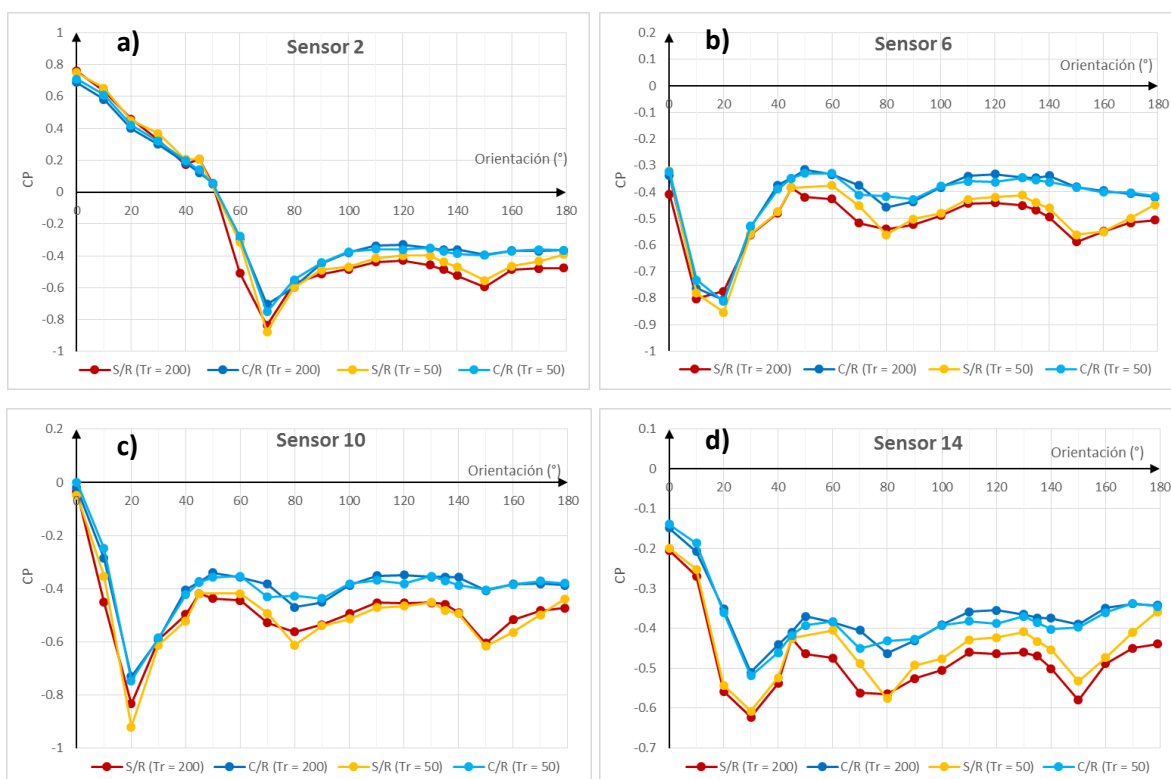 a) Sensor 2
1
0.8
0.6
0.4
0.2
0
-0.2
-0.4
-0.6
-0.8
-1
CP
Orientación (°)
0 20 40 60 80 100 120 140 160 180
S/R (Tr = 200) C/R (Tr = 200) S/R (Tr = 50) C/R (Tr = 50)
b) Sensor 6
0.2
0.1
0
-0.1
-0.2
-0.3
-0.4
-0.5
-0.6
-0.7
-0.8
-0.9
-1
CP
Orientación (°)
0 20 40 60 80 100 120 140 160 180
S/R (Tr = 200) C/R (Tr = 200) S/R (Tr = 50) C/R (Tr = 50)
c) Sensor 10
0.2
0
-0.2
-0.4
-0.6
-0.8
-1
CP
Orientación (°)
0 20 40 60 80 100 120 140 160 180
S/R (Tr = 200) C/R (Tr = 200) S/R (Tr = 50) C/R (Tr = 50)
d) Sensor 14
0.1
0
-0.1
-0.2
-0.3
-0.4
-0.5
-0.6
-0.7
CP
Orientación (°)
0 20 40 60 80 100 120 140 160 180
S/R (Tr = 200) C/R (Tr = 200) S/R (Tr = 50) C/R (Tr = 50)